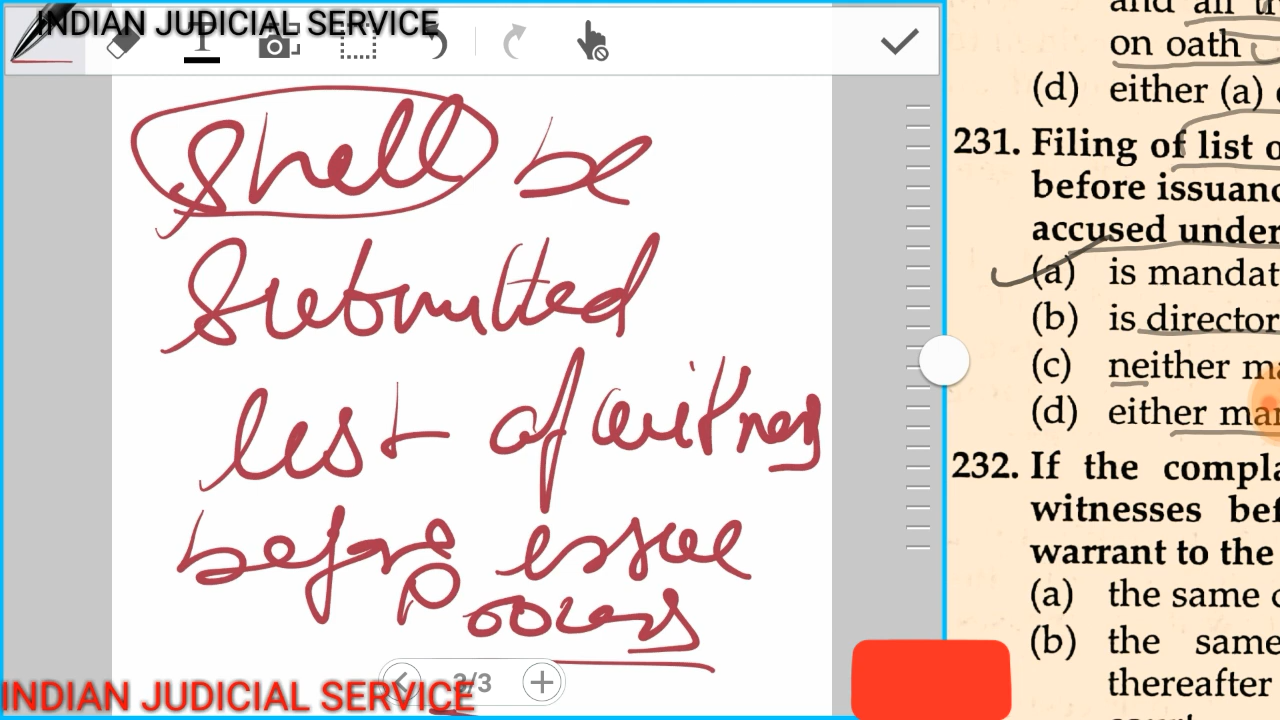 INDIAN JUDICIAL SERVICE
T
Shall be
Submitted
list of witness
before issue
process
3/3
INDIAN JUDICIAL SERVICE
and all th
on oath
(d) either (a) o
231. Filing of list o
before issuanc
accused under
(a) is mandat
(b) is director
(c) neither ma
(d) either man
232. If the compla
witnesses bef
warrant to the
(a) the same c
(b) the same
thereafter
court